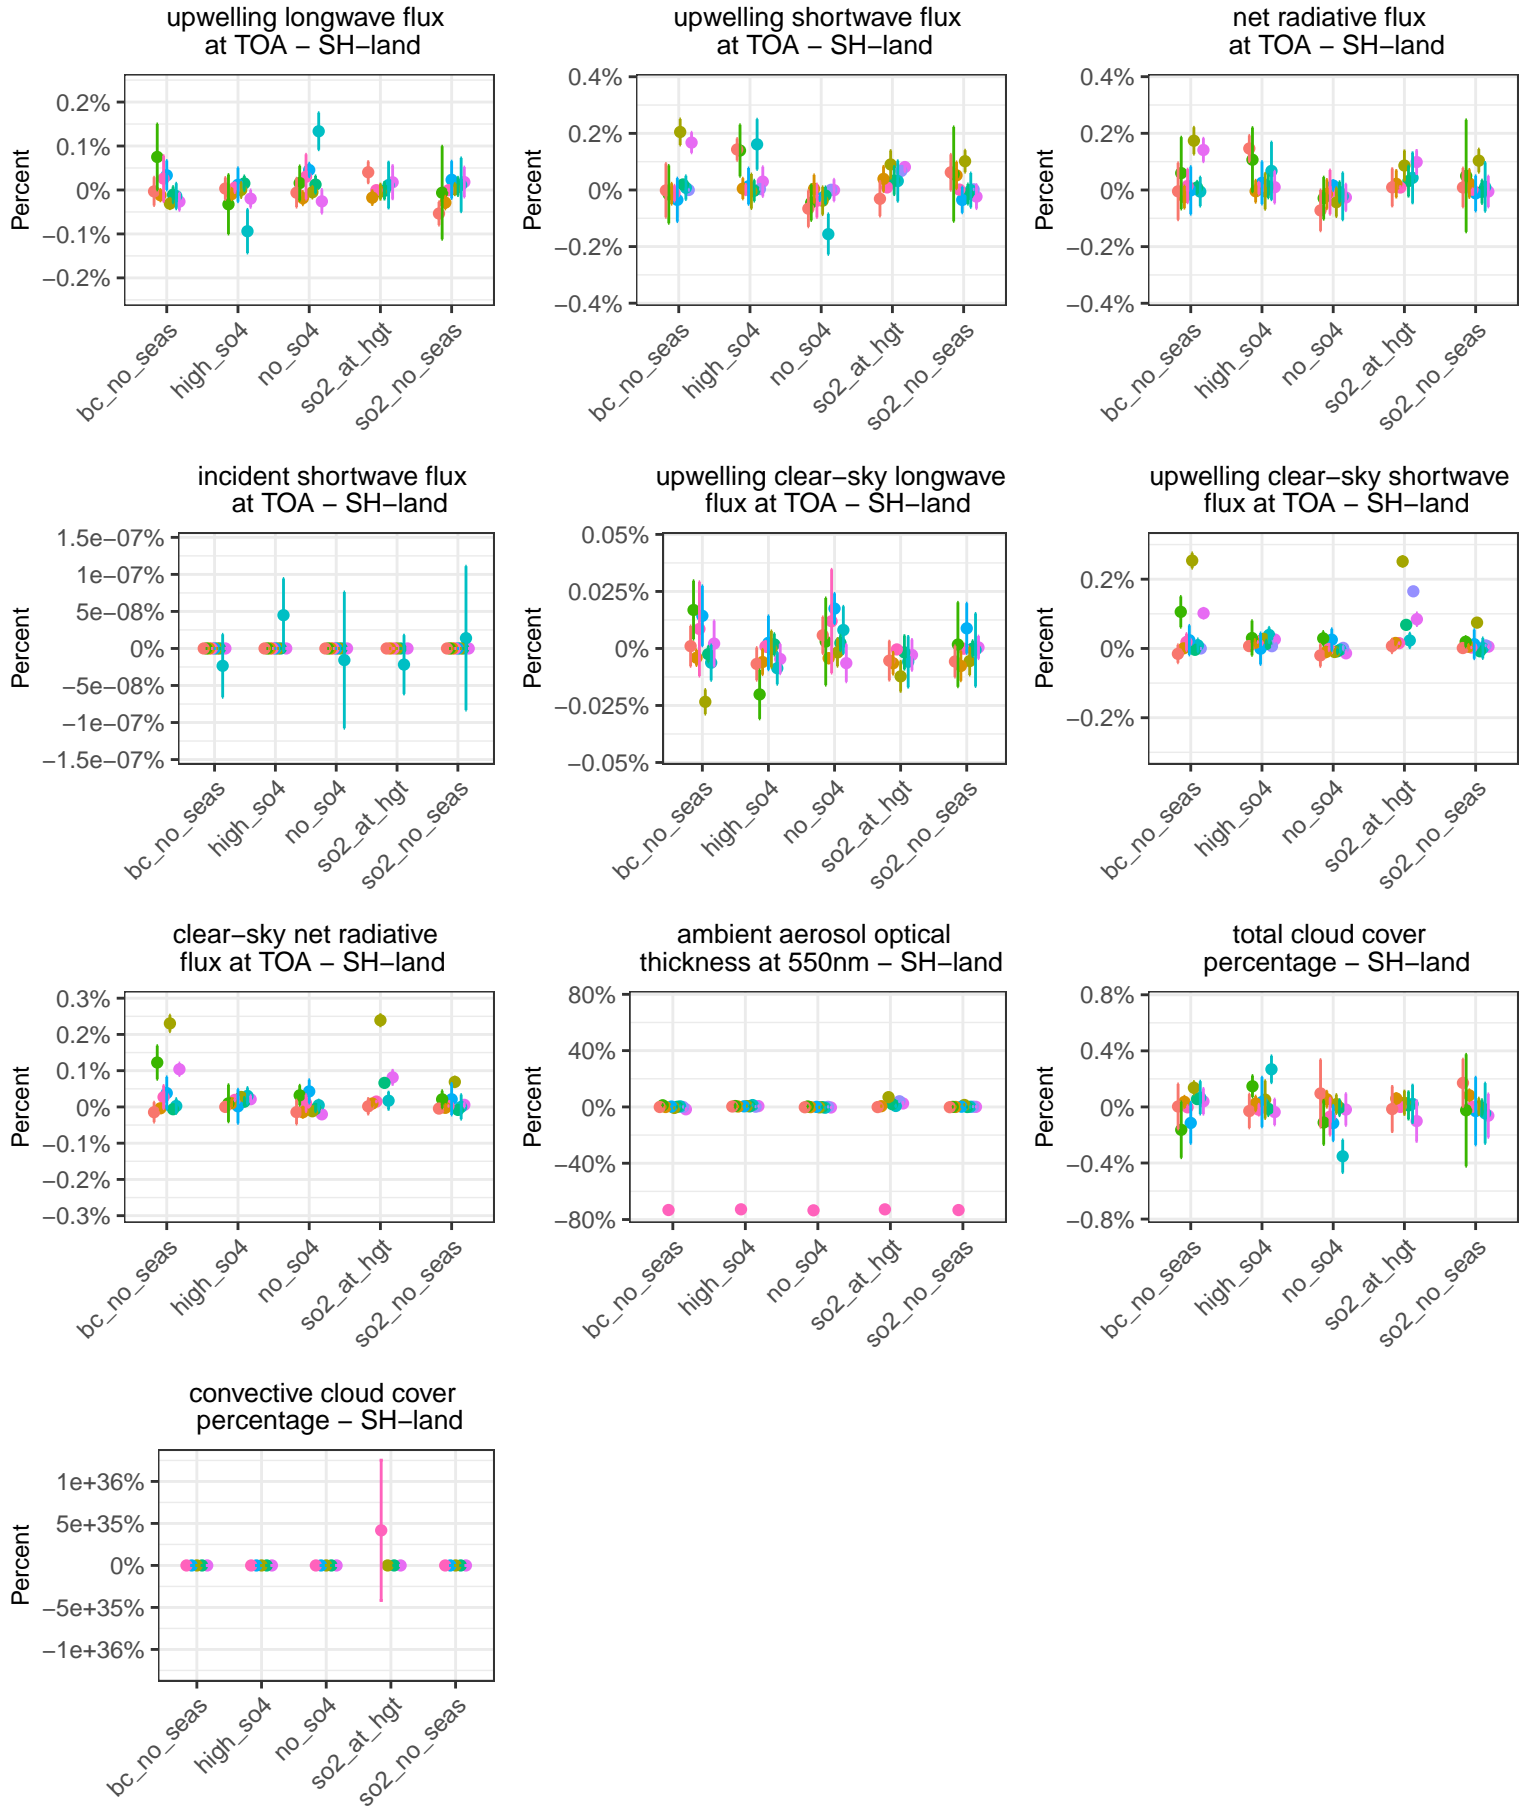 upwelling longwave flux
at TOA − SH−land
Percent
0.2%
0.1%
0%
−0.1%
−0.2%
bc_no_seas
high_so4
no_so4
so2_at_hgt
so2_no_seas
upwelling shortwave flux
at TOA − SH−land
Percent
0.4%
0.2%
0%
−0.2%
−0.4%
bc_no_seas
high_so4
no_so4
so2_at_hgt
so2_no_seas
net radiative flux
at TOA − SH−land
Percent
0.4%
0.2%
0%
−0.2%
−0.4%
bc_no_seas
high_so4
no_so4
so2_at_hgt
so2_no_seas
incident shortwave flux
at TOA − SH−land
Percent
1.5e−07%
1e−07%
5e−08%
0%
−5e−08%
−1e−07%
−1.5e−07%
bc_no_seas
high_so4
no_so4
so2_at_hgt
so2_no_seas
upwelling clear−sky longwave
flux at TOA − SH−land
Percent
0.05%
0.025%
0%
−0.025%
−0.05%
bc_no_seas
high_so4
no_so4
so2_at_hgt
so2_no_seas
upwelling clear−sky shortwave
flux at TOA − SH−land
Percent
0.2%
0%
−0.2%
bc_no_seas
high_so4
no_so4
so2_at_hgt
so2_no_seas
clear−sky net radiative
flux at TOA − SH−land
Percent
0.3%
0.2%
0.1%
0%
−0.1%
−0.2%
−0.3%
bc_no_seas
high_so4
no_so4
so2_at_hgt
so2_no_seas
ambient aerosol optical
thickness at 550nm − SH−land
Percent
80%
40%
0%
−40%
−80%
bc_no_seas
high_so4
no_so4
so2_at_hgt
so2_no_seas
total cloud cover
percentage − SH−land
Percent
0.8%
0.4%
0%
−0.4%
−0.8%
bc_no_seas
high_so4
no_so4
so2_at_hgt
so2_no_seas
convective cloud cover
percentage − SH−land
Percent
1e+36%
5e+35%
0%
−5e+35%
−1e+36%
bc_no_seas
high_so4
no_so4
so2_at_hgt
so2_no_seas